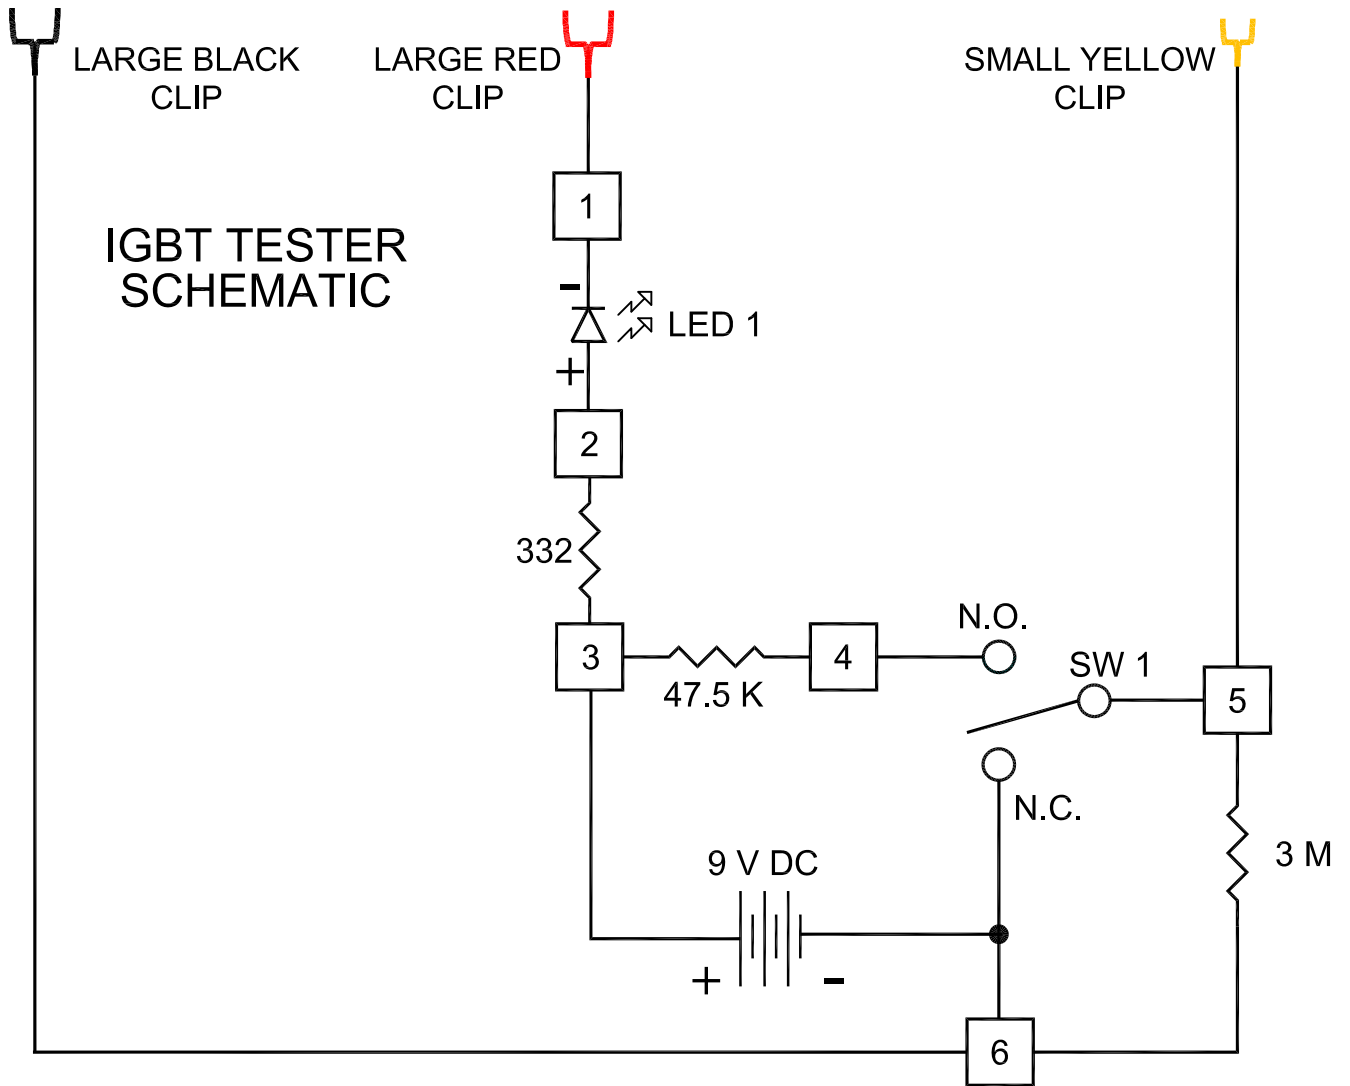 LARGE BLACK
CLIP
LARGE RED
CLIP
SMALL YELLOW
CLIP
IGBT TESTER
SCHEMATIC
1
-
LED 1
+
2
332
3
47.5 K
4
N.O.
SW 1
5
N.C.
9 V DC
+
-
3 M
6